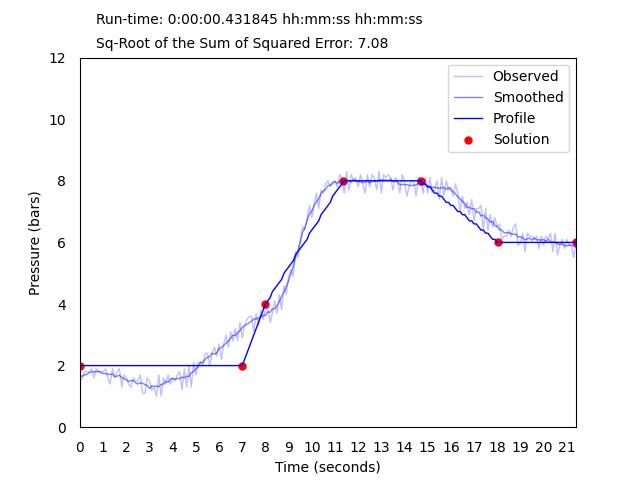 Run-time: 0:00:00.431845 hh:mm:ss hh:mm:ss
Sq-Root of the Sum of Squared Error: 7.08
12
10
8
6
4
2
0
Pressure (bars)
Observed
Smoothed
Profile
Solution
0 1 2 3 4 5 6 7 8 9 10 11 12 13 14 15 16 17 18 19 20 21
Time (seconds)